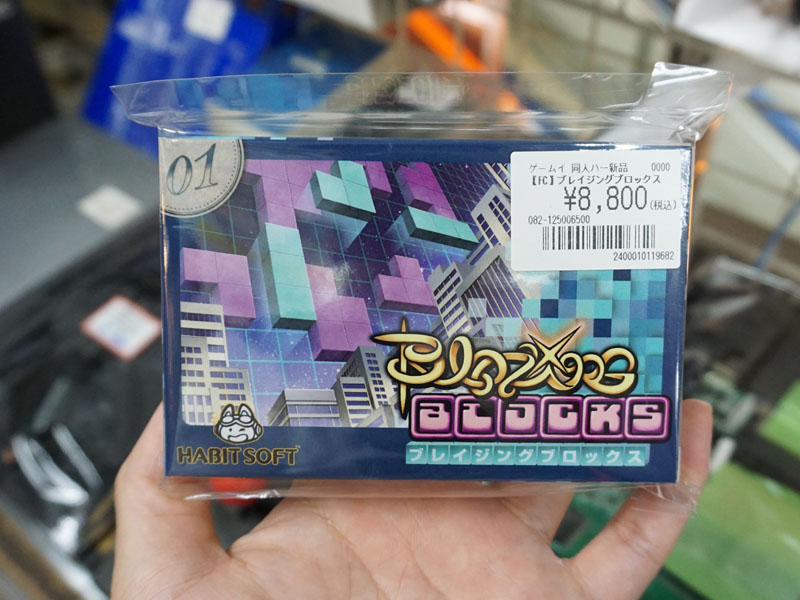 01
ゲームイ 同人ハー新品 0000
【FC】ブレイジングブロックス
¥8,800(税込)
082-125006500
2400010119682
BLAZING
BLOCKS
ブレイジングブロックス
HABIT SOFT